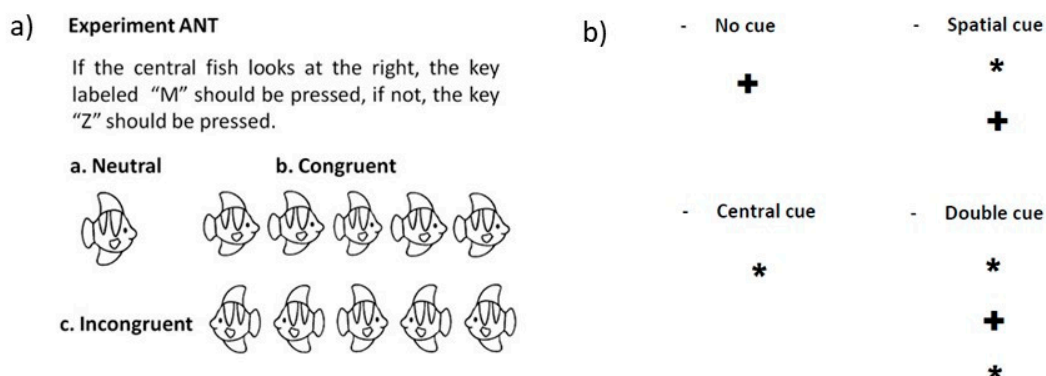 a) Experiment ANT
If the central fish looks at the right, the key
labeled "M" should be pressed, if not, the key
"Z" should be pressed.
a. Neutral
b. Congruent
c. Incongruent
b)
- No cue
- Spatial cue
*
- Central cue
*
- Double cue
*
*